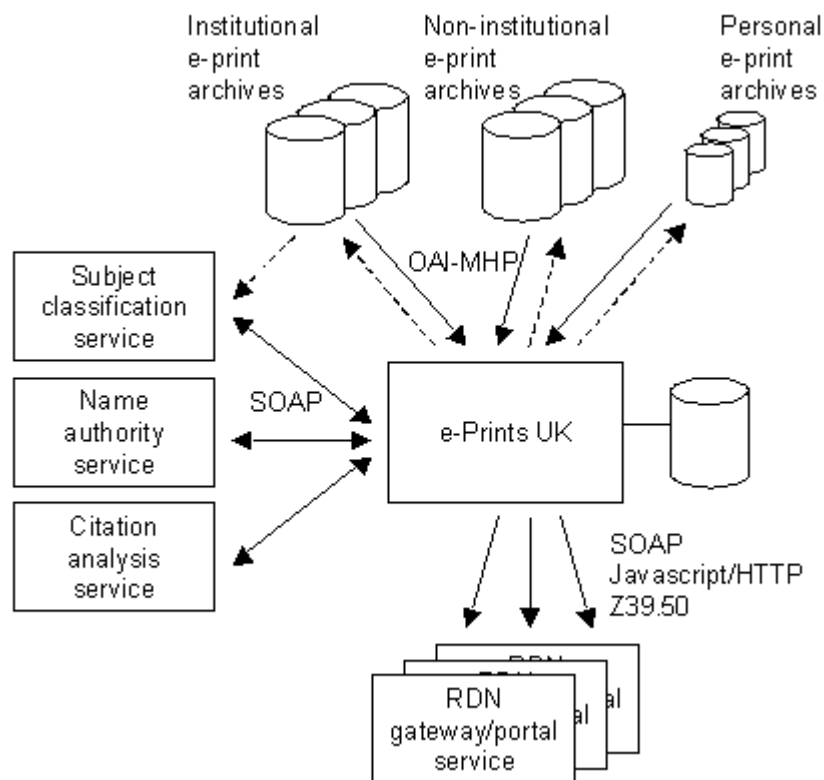 Institutional
e-print
archives
Non-institutional
e-print
archives
Personal
e-print
archives
OAI-MHP
Subject
classification
service
Name
authority
service
SOAP
e-Prints UK
Citation
analysis
service
SOAP
Javascript/HTTP
Z39.50
RDN
gateway/portal
service